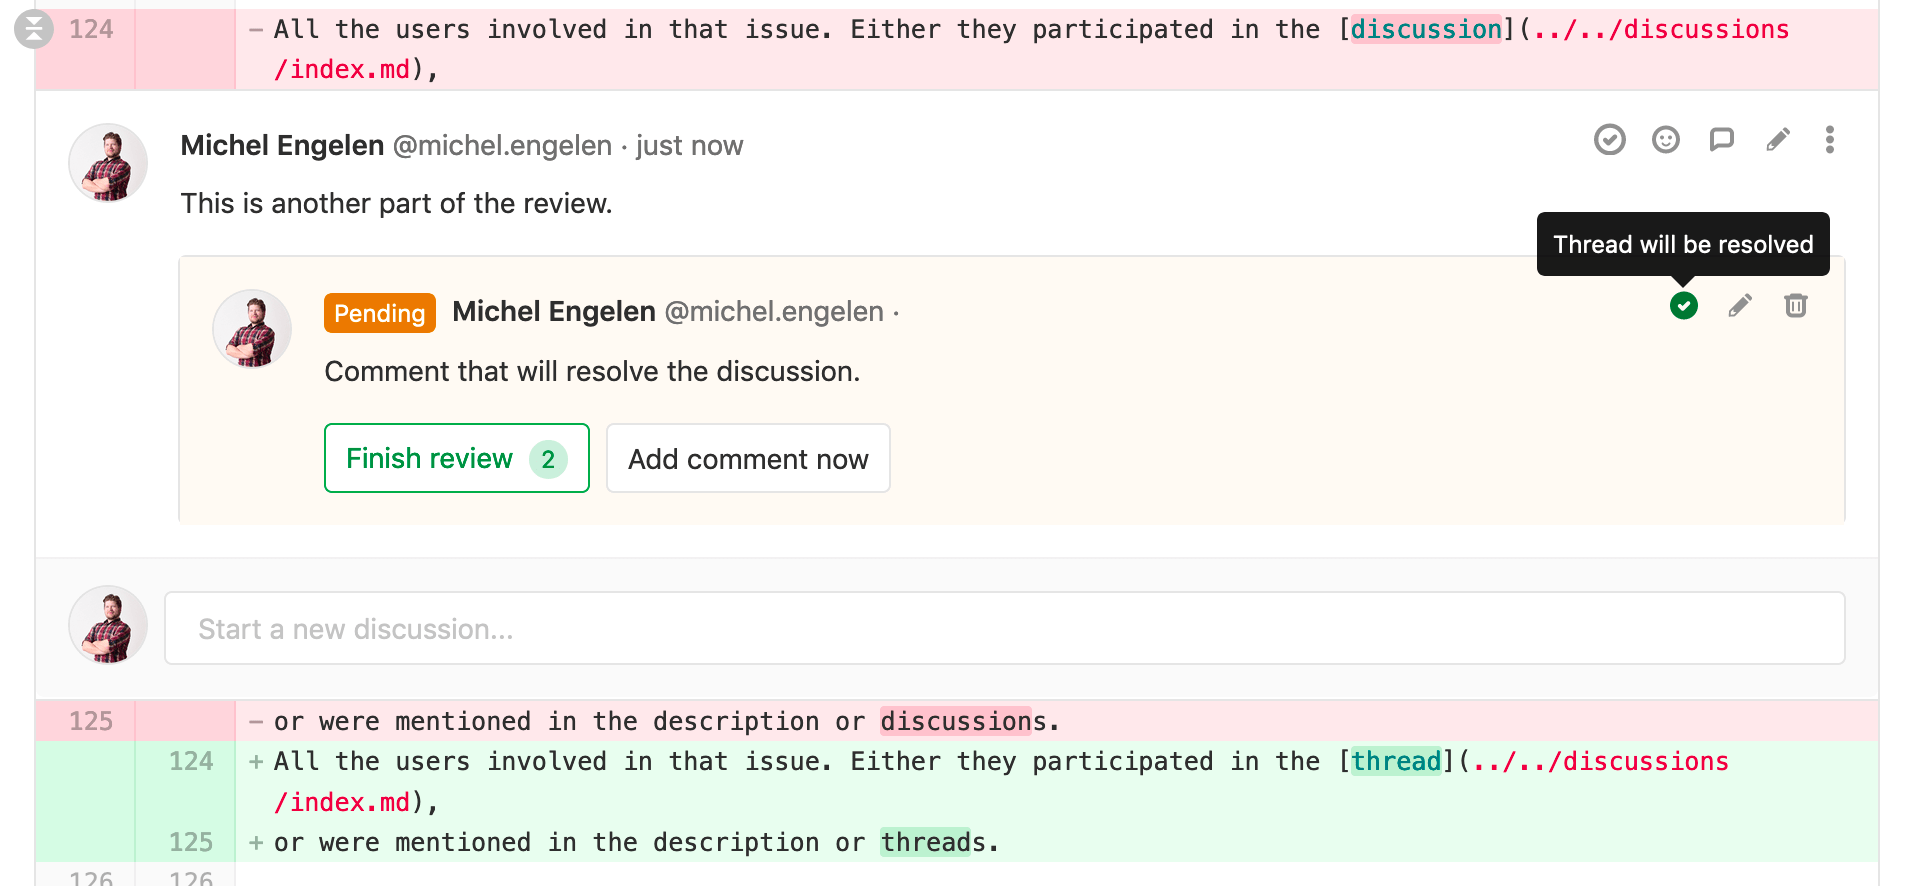 124 – All the users involved in that issue. Either they participated in the [discussion](../../discussions
/index.md),
Michel Engelen @michel.engelen · just now
This is another part of the review.
Thread will be resolved
Pending Michel Engelen @michel.engelen ·
Comment that will resolve the discussion.
Finish review 2 Add comment now
Start a new discussion...
125 – or were mentioned in the description or discussions.
124 + All the users involved in that issue. Either they participated in the [thread](../../discussions
/index.md),
125 + or were mentioned in the description or threads.
126 126